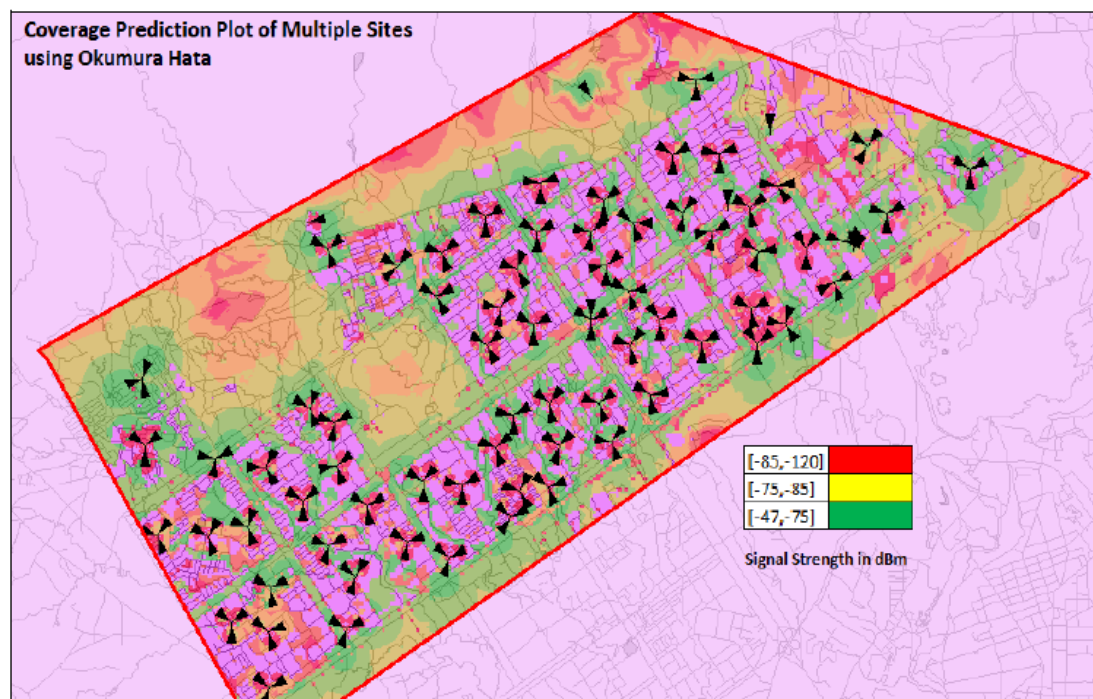 Coverage Prediction Plot of Multiple Sites
using Okumura Hata
[-85,-120]
[-75,-85]
[-47,-75]
Signal Strength in dBm